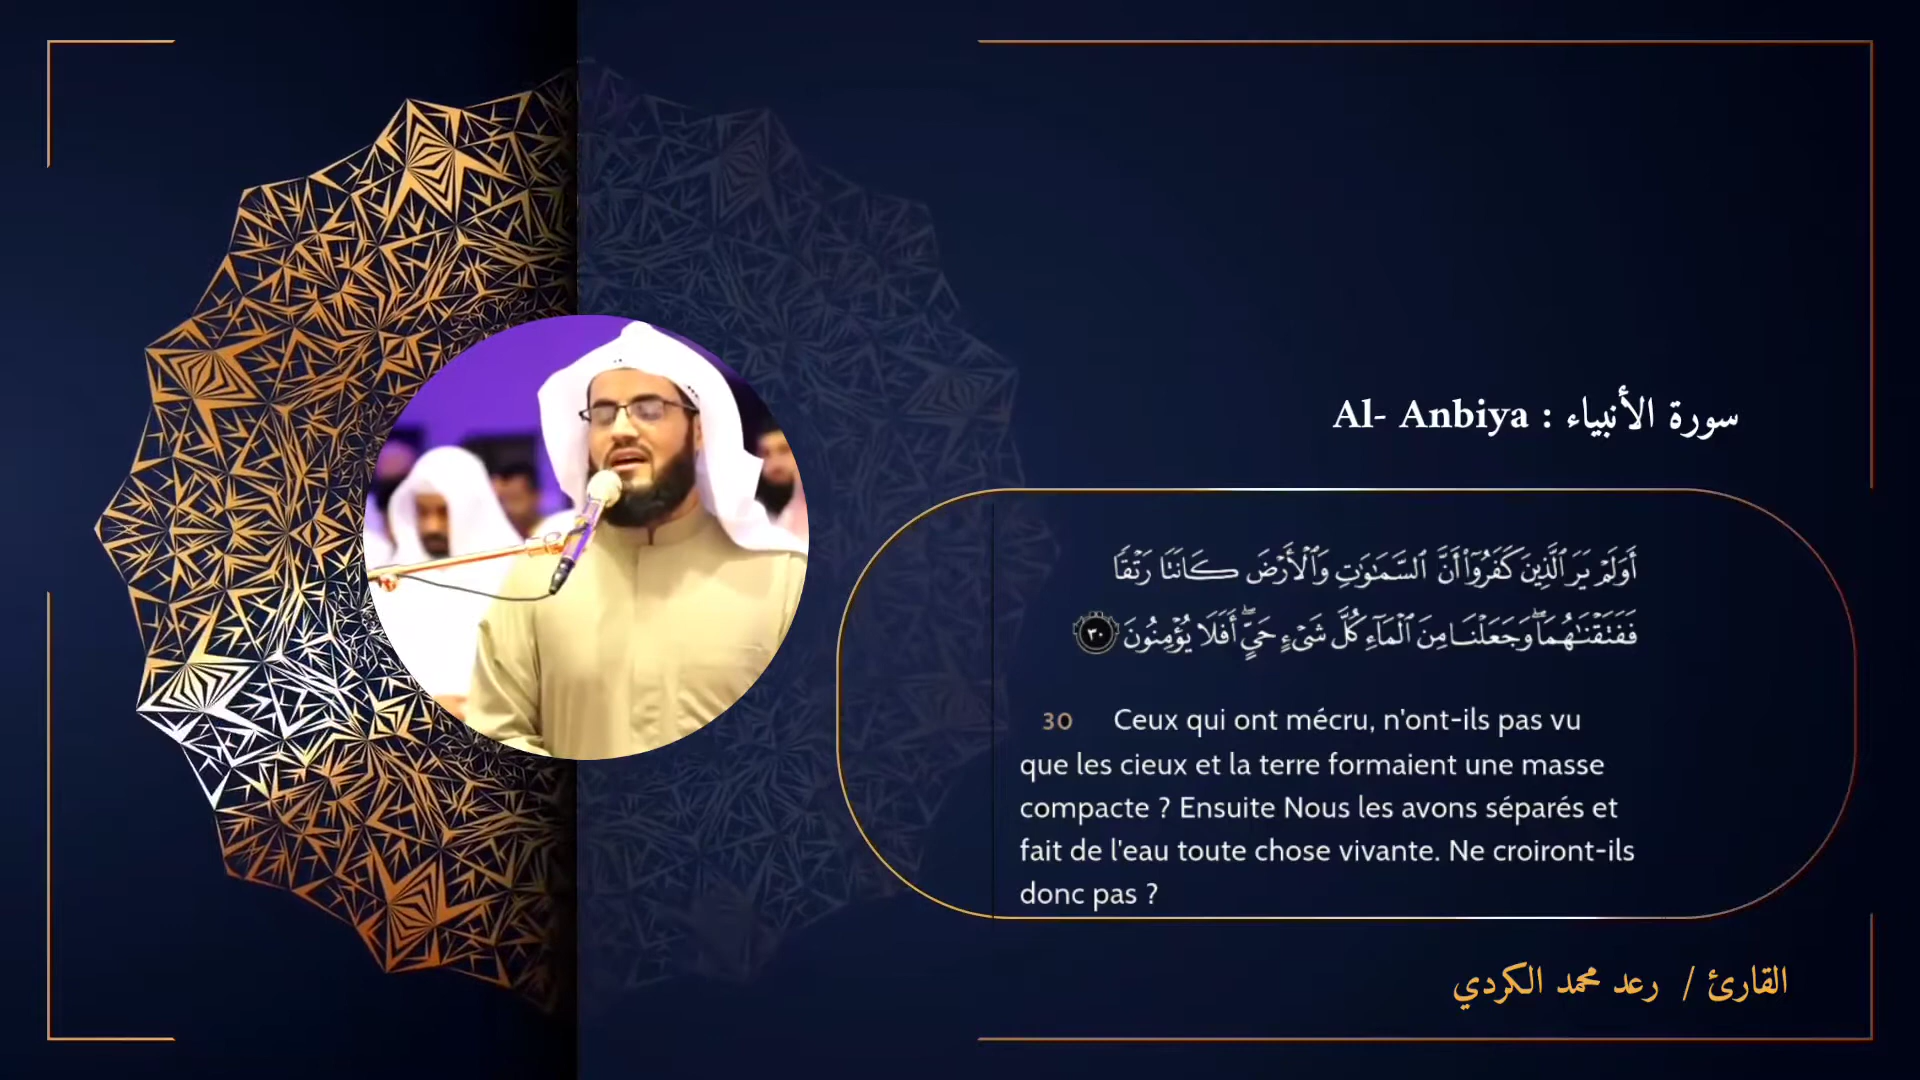 Al- Anbiya : سورة الأنبياء
أَوَلَمْ يَرَ ٱلَّذِينَ كَفَرُوٓا۟ أَنَّ ٱلسَّمَـٰوَٰتِ وَٱلْأَرْضَ كَانَتَا رَتْقًا
فَفَتَقْنَـٰهُمَا ۖ وَجَعَلْنَا مِنَ ٱلْمَآءِ كُلَّ شَىْءٍ حَىٍّ ۖ أَفَلَا يُؤْمِنُونَ ٣٠
30 Ceux qui ont mécru, n'ont-ils pas vu
que les cieux et la terre formaient une masse
compacte ? Ensuite Nous les avons séparés et
fait de l'eau toute chose vivante. Ne croiront-ils
donc pas ?
القارئ / رعد محمد الكردي